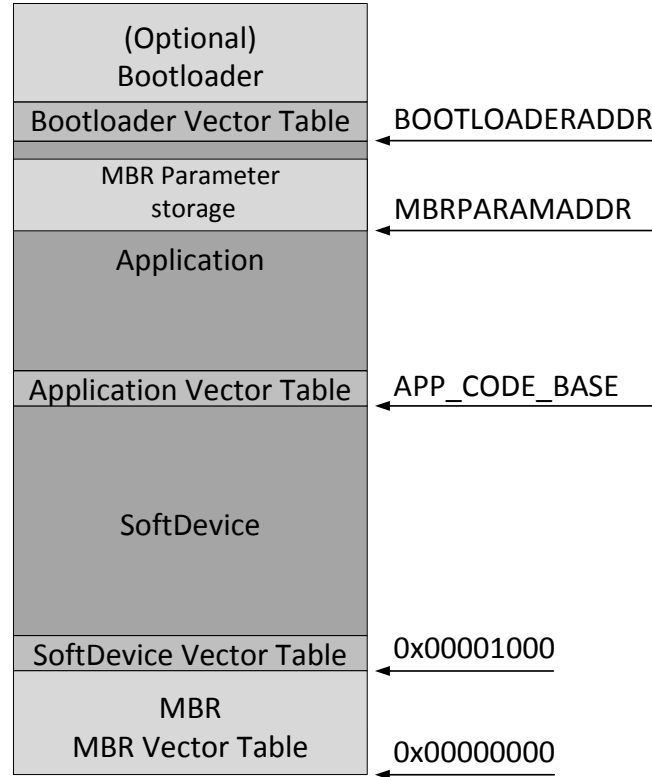 (Optional)
Bootloader
Bootloader Vector Table
BOOTLOADERADDR
MBR Parameter
storage
MBRPARAMADDR
Application
Application Vector Table
APP_CODE_BASE
SoftDevice
SoftDevice Vector Table
0x00001000
MBR
MBR Vector Table
0x00000000